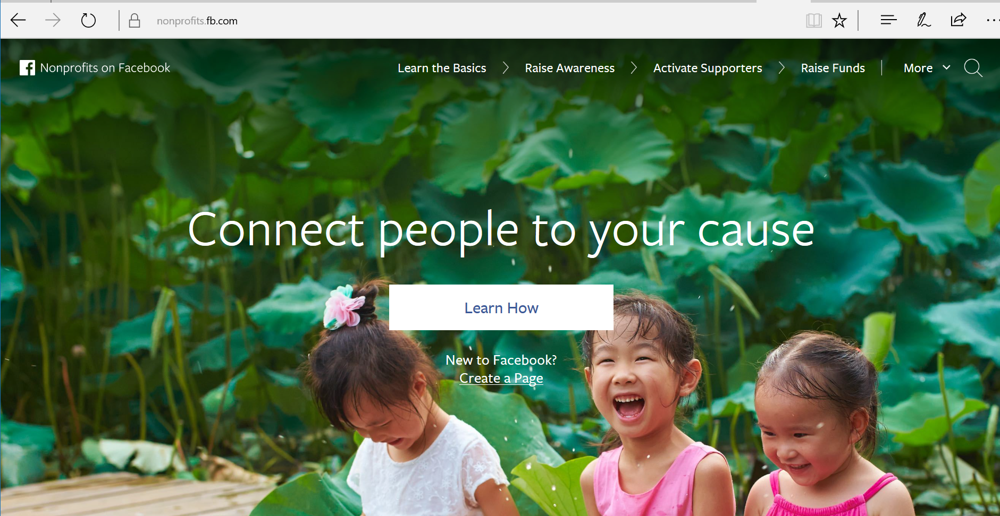 nonprofits.fb.com
Nonprofits on Facebook
Learn the Basics
Raise Awareness
Activate Supporters
Raise Funds
More
Connect people to your cause
Learn How
New to Facebook?
Create a Page